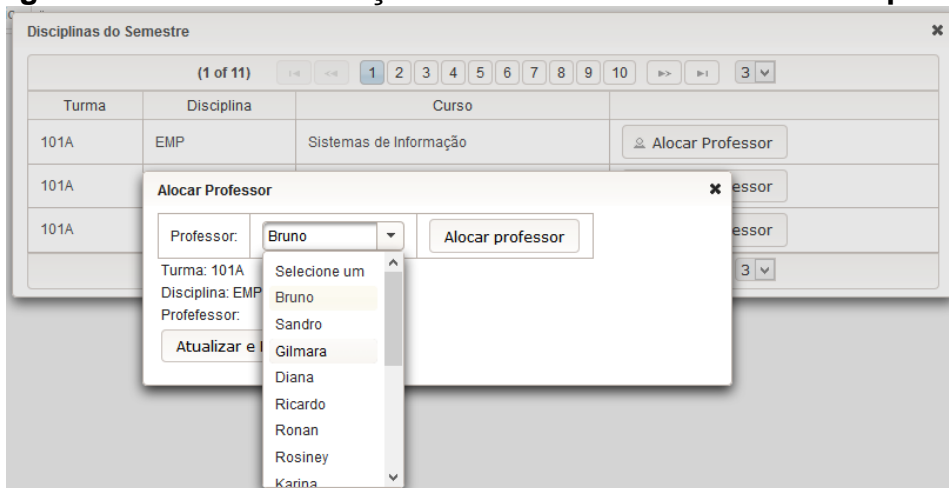 Disciplinas do Semestre
(1 of 11) 1 2 3 4 5 6 7 8 9 10 3
Turma Disciplina Curso
101A EMP Sistemas de Informação Alocar Professor
101A essor
Alocar Professor
101A essor
Professor: Bruno Alocar professor
3
Turma: 101A
Disciplina: EMP
Profefessor:
Atualizar e
Selecione um
Bruno
Sandro
Gilmara
Diana
Ricardo
Ronan
Rosiney
Karina